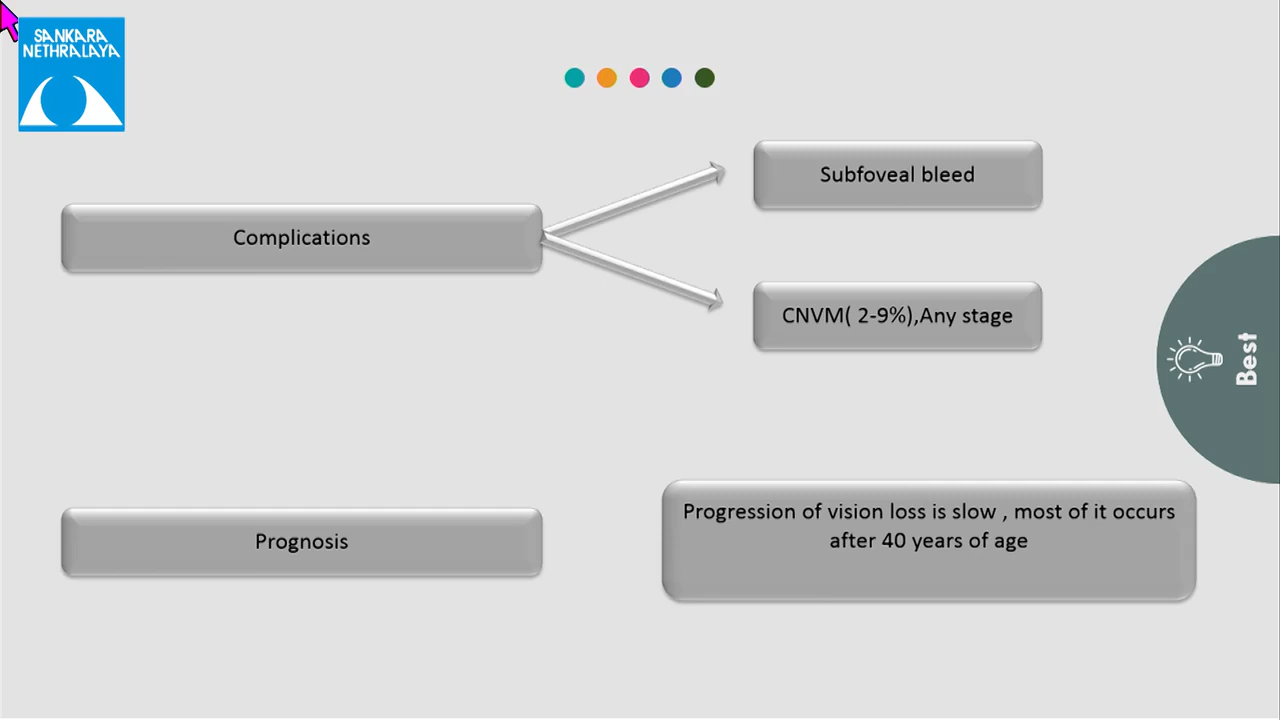 SANKARA
NETHRALAYA
Subfoveal bleed
Complications
CNVM( 2-9%),Any stage
Best
Progression of vision loss is slow , most of it occurs
after 40 years of age
Prognosis